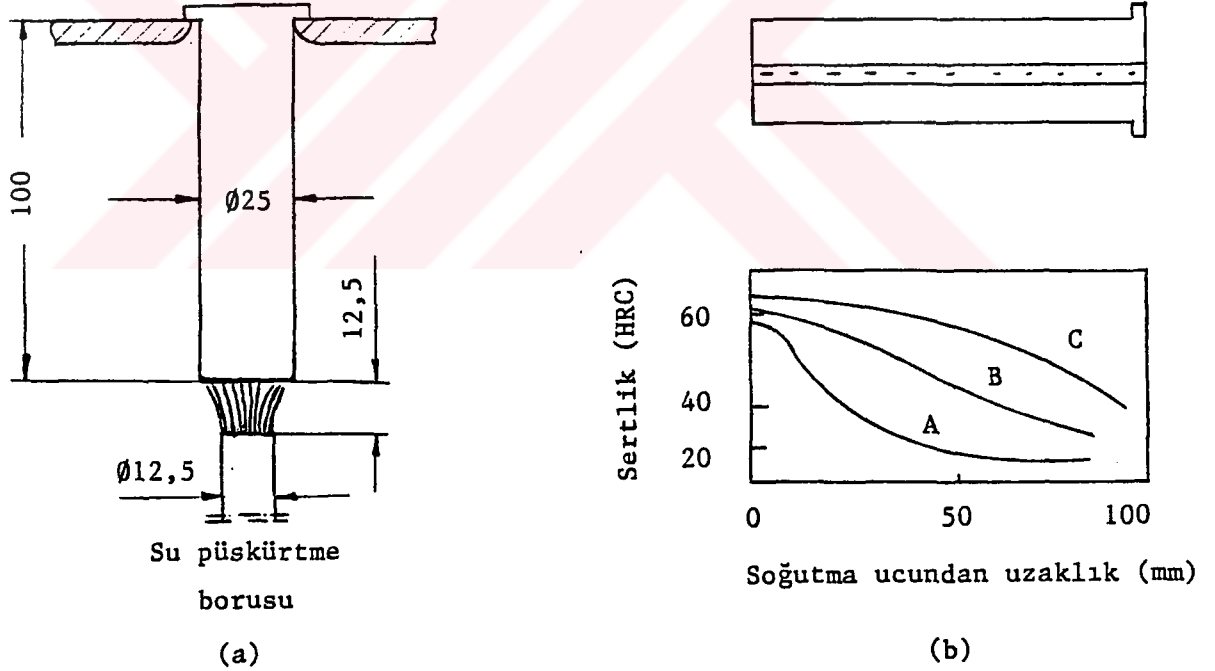 100
Ø25
12,5
Ø12,5
Su püskürtme
borusu
(a)
Sertlik (HRC)
60
40
20
A
B
C
0 50 100
Soğutma ucundan uzaklık (mm)
(b)